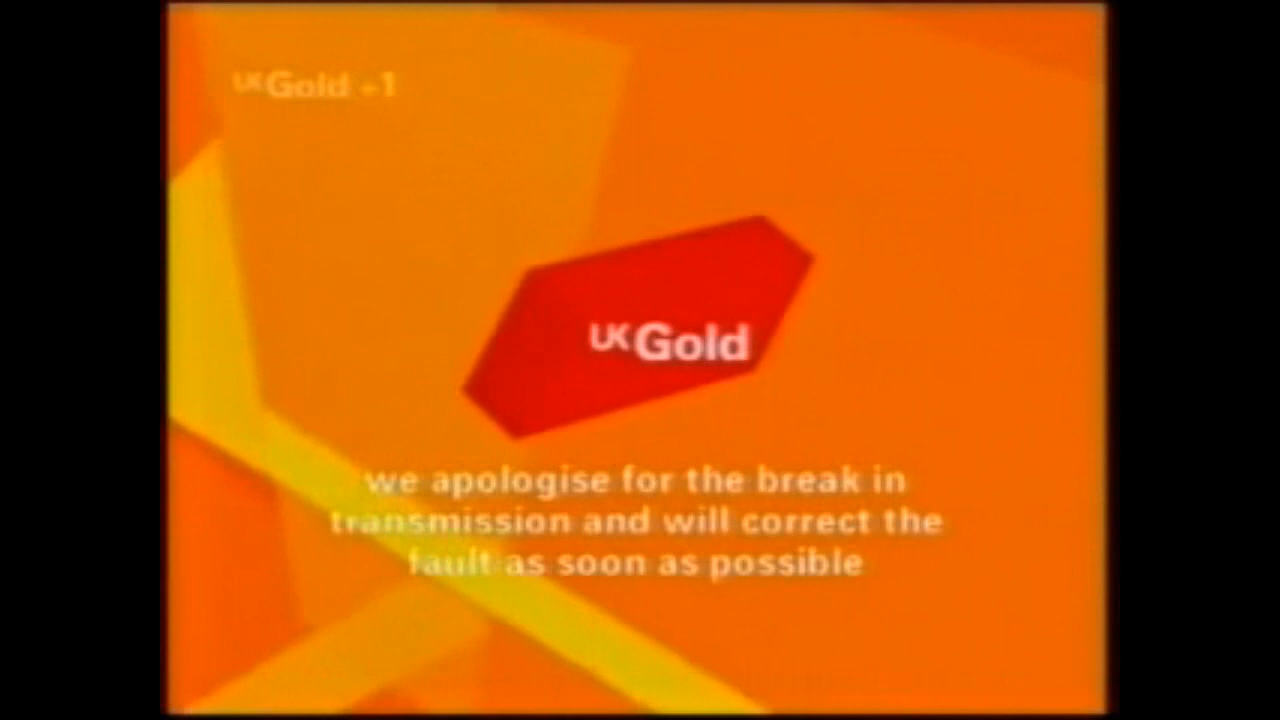 UKGold +1
UKGold
we apologise for the break in
transmission and will correct the
fault as soon as possible